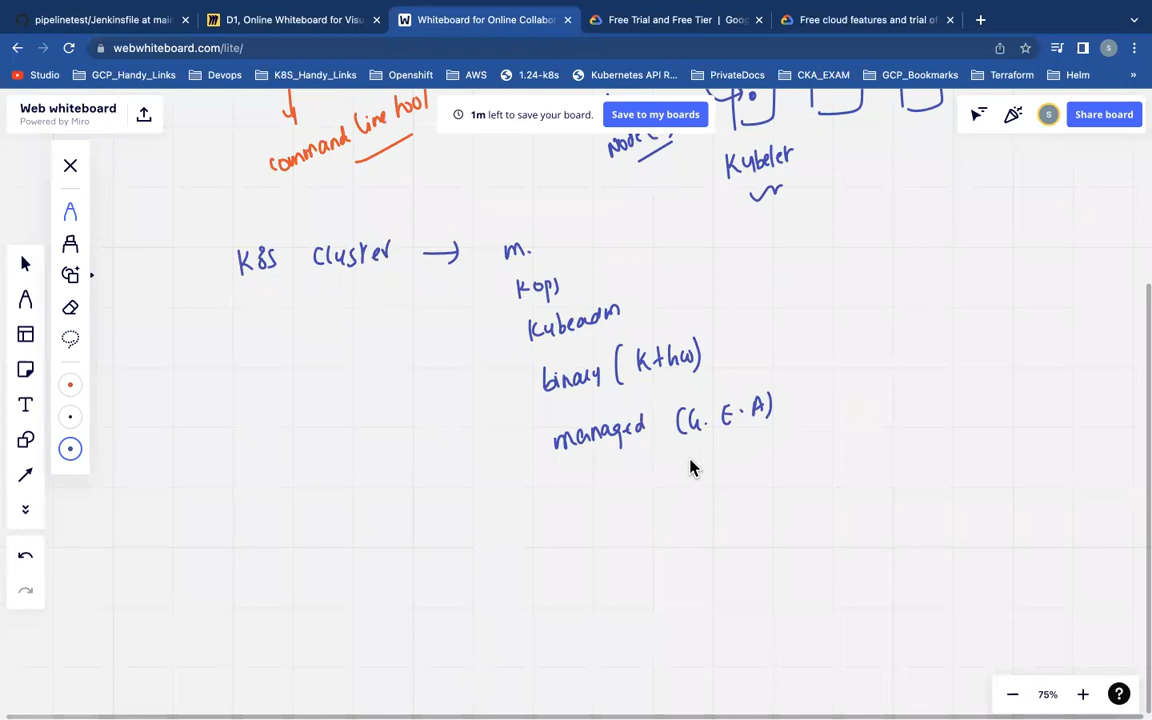 pipelinetest/Jenkinsfile at mai
D1, Online Whiteboard for Visu
Whiteboard for Online Collabo
Free Trial and Free Tier | Goo
Free cloud features and trial of
webwhiteboard.com/lite/
S
Studio
GCP_Handy_Links
Devops
K8S_Handy_Links
Openshift
AWS
1.24-k8s
Kubernetes API R...
PrivateDocs
CKA_EXAM
GCP_Bookmarks
Terraform
Helm
»
Web whiteboard
Powered by Miro
1m left to save your board.
Save to my boards
S
Share board
command line tool
Kubelet
K8s cluster → m.
Kops
Kubeadm
binary (kthw)
managed (G. E. A)
T
75%
?